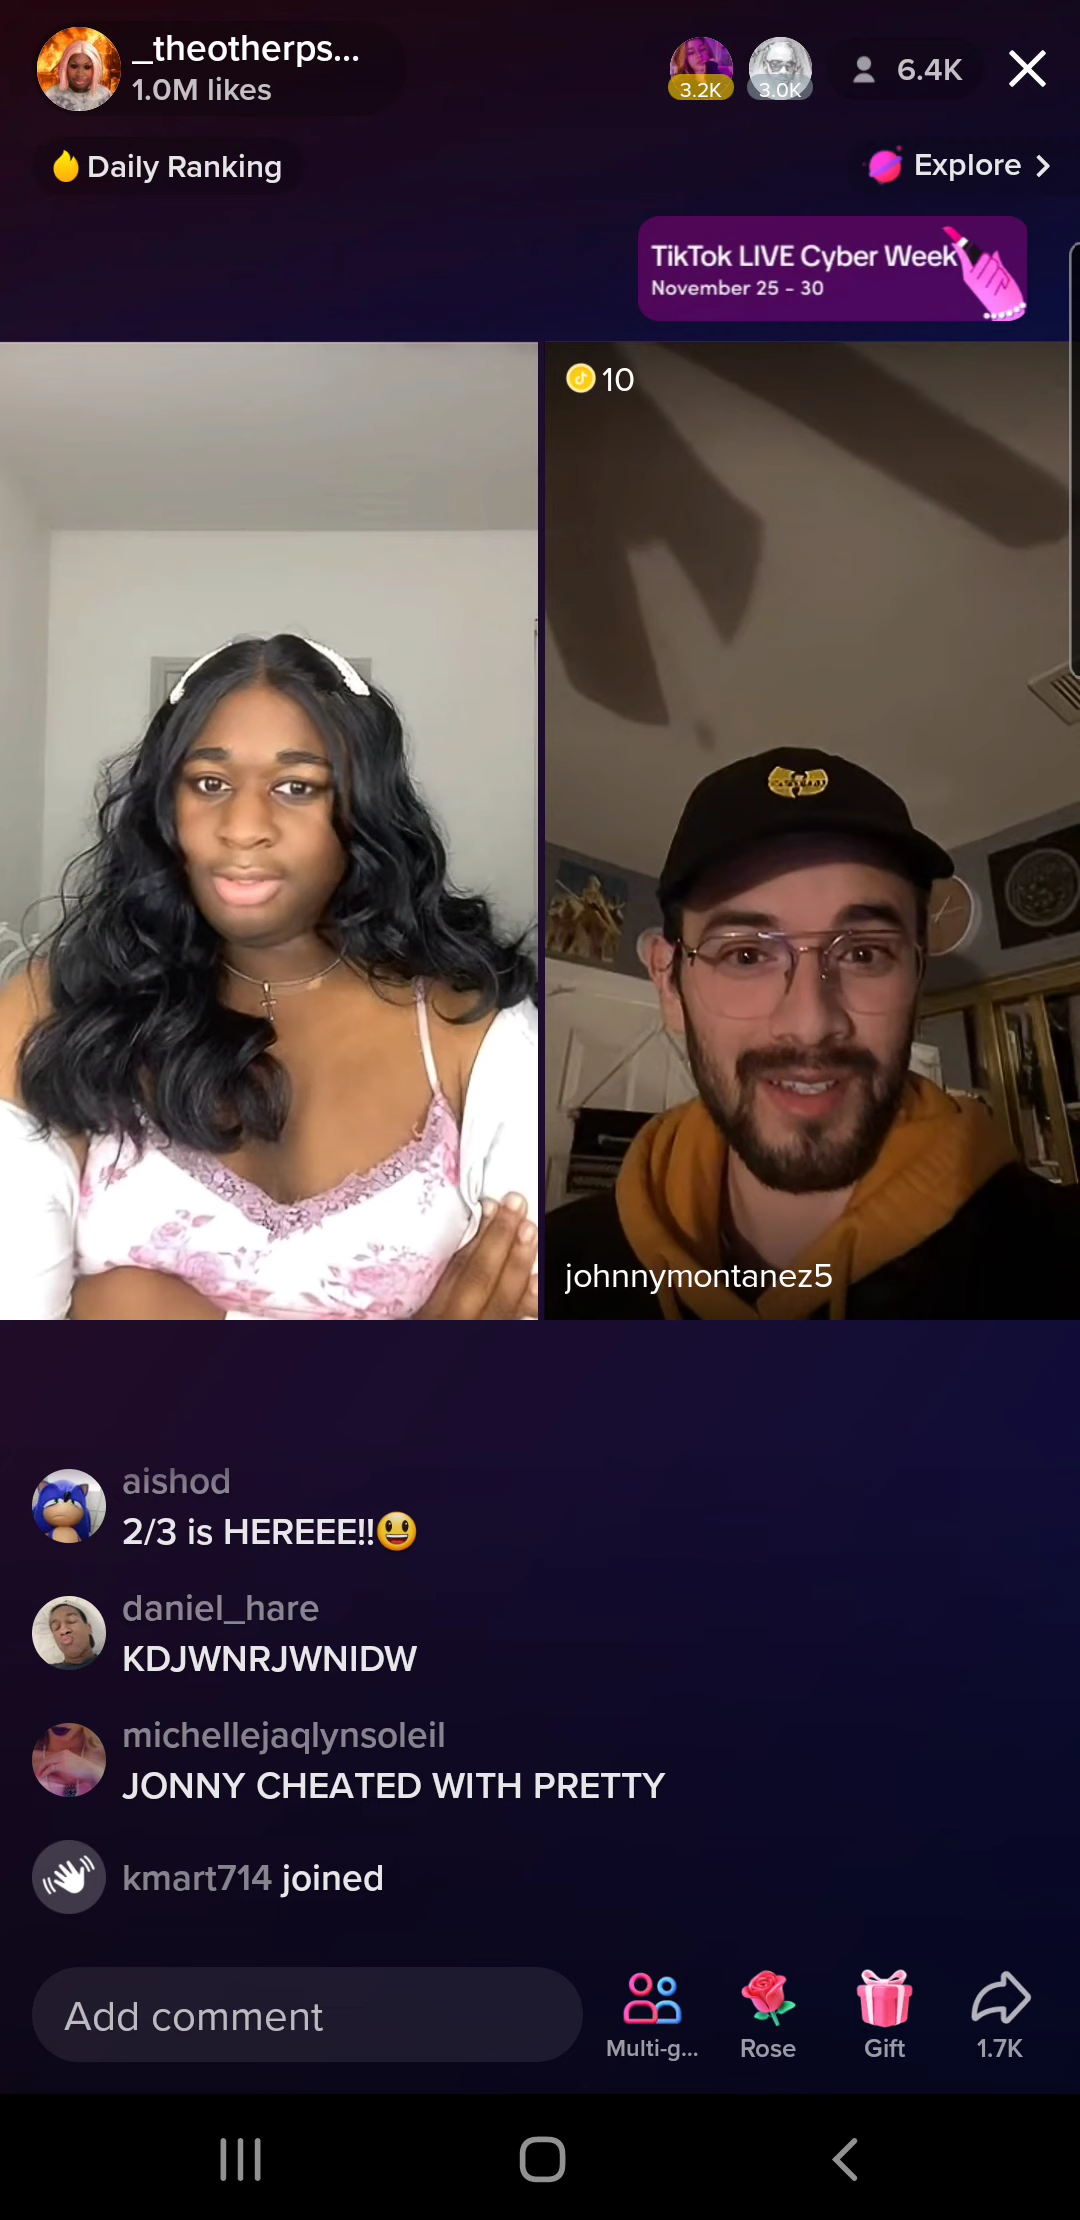 _theotherps...
1.0M likes
3.2K
3.0K
6.4K
Daily Ranking
Explore >
TikTok LIVE Cyber Week
November 25 - 30
10
johnnymontanez5
aishod
2/3 is HEREEE!!😃
daniel_hare
KDJWNRJWNIDW
michellejaqlynsoleil
JONNY CHEATED WITH PRETTY
kmart714 joined
Add comment
Multi-g...
Rose
Gift
1.7K